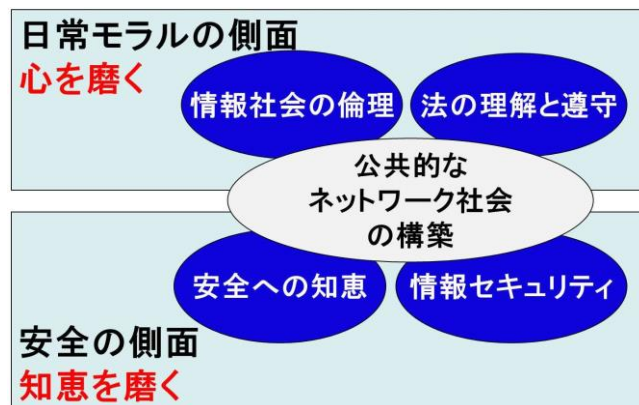 日常モラルの側面
心を磨く
情報社会の倫理
法の理解と遵守
公共的な
ネットワーク社会
の構築
安全への知恵
情報セキュリティ
安全の側面
知恵を磨く